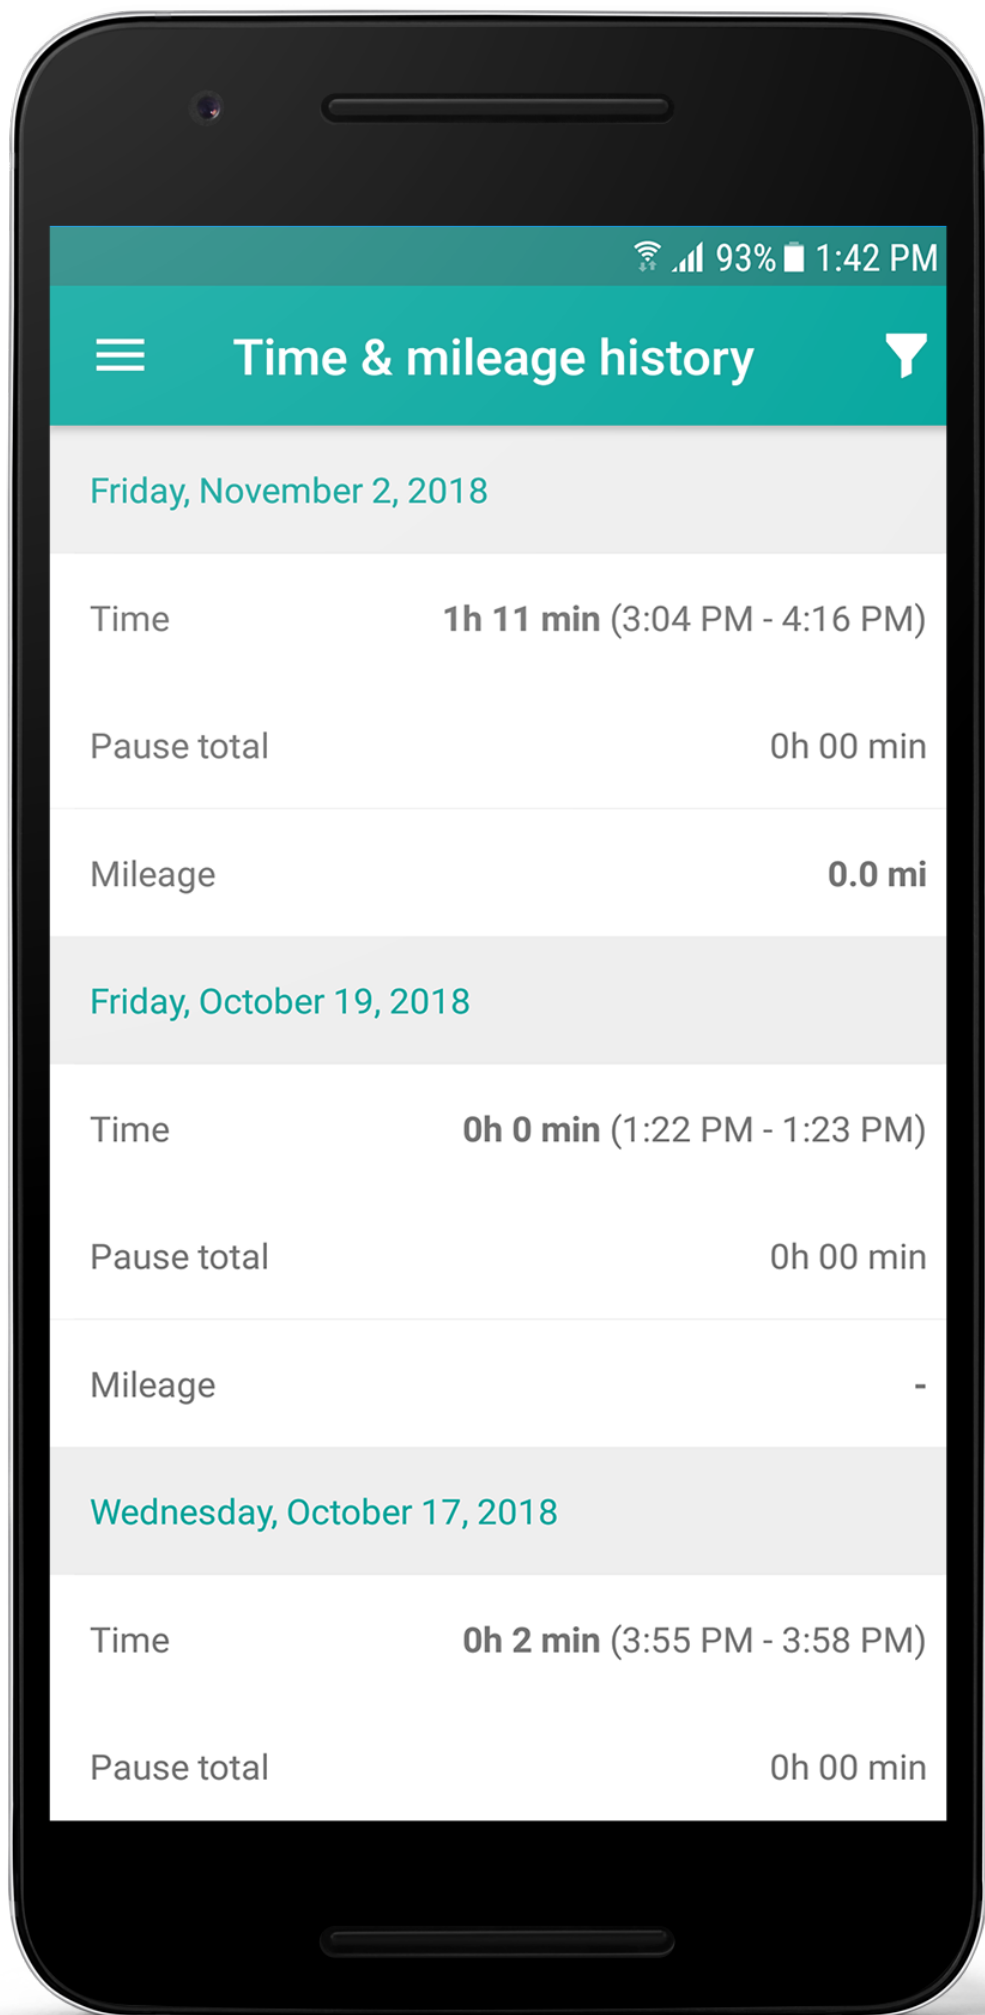 93% 1:42 PM
Time & mileage history
Friday, November 2, 2018
Time 1h 11 min (3:04 PM - 4:16 PM)
Pause total 0h 00 min
Mileage 0.0 mi
Friday, October 19, 2018
Time 0h 0 min (1:22 PM - 1:23 PM)
Pause total 0h 00 min
Mileage -
Wednesday, October 17, 2018
Time 0h 2 min (3:55 PM - 3:58 PM)
Pause total 0h 00 min